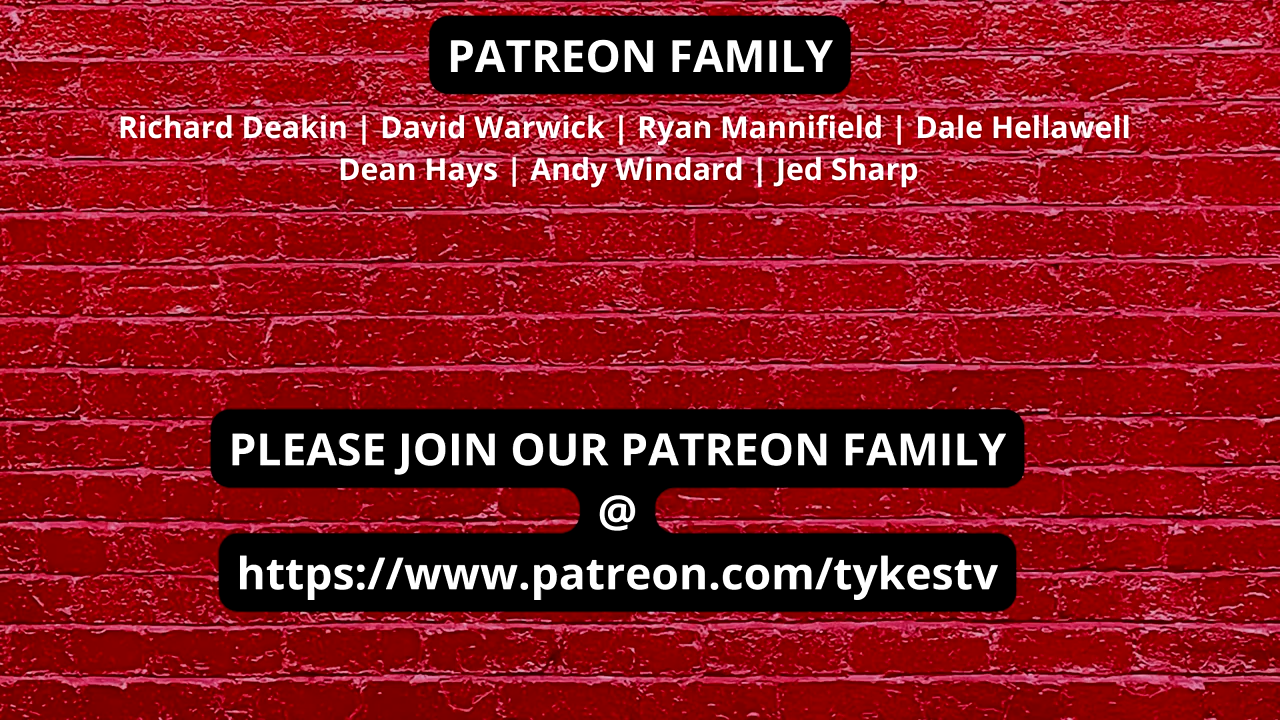 PATREON FAMILY
Richard Deakin | David Warwick | Ryan Mannifield | Dale Hellawell
Dean Hays | Andy Windard | Jed Sharp
PLEASE JOIN OUR PATREON FAMILY
@
https://www.patreon.com/tykestv